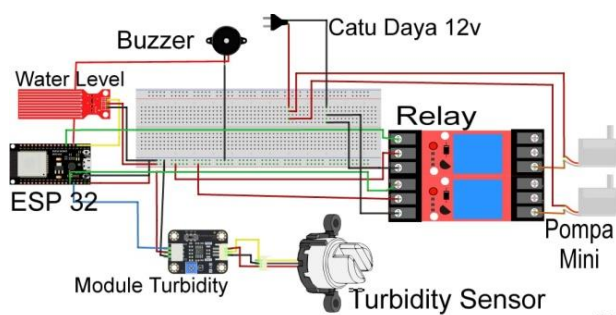 Buzzer
Catu Daya 12v
Water Level
Relay
ESP 32
Pompa
Mini
Module Turbidity
Turbidity Sensor